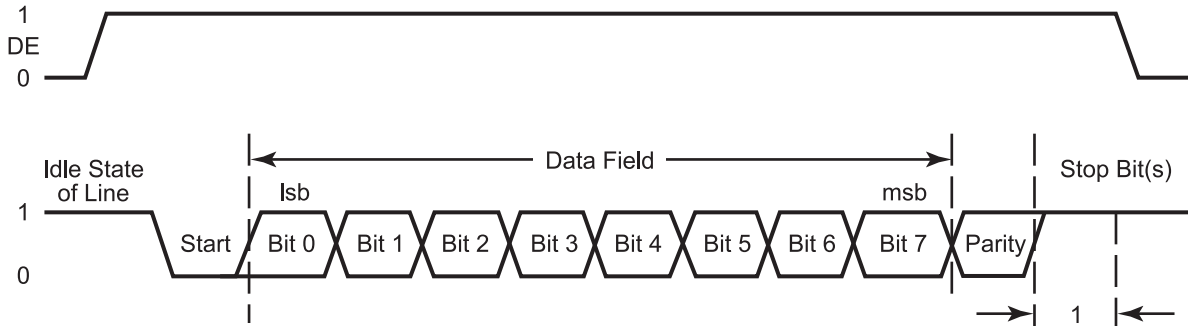 1
DE
0
Data Field
Idle State
of Line
Stop Bit(s)
lsb
msb
1
Start
Bit 0
Bit 1
Bit 2
Bit 3
Bit 4
Bit 5
Bit 6
Bit 7
Parity
0
1